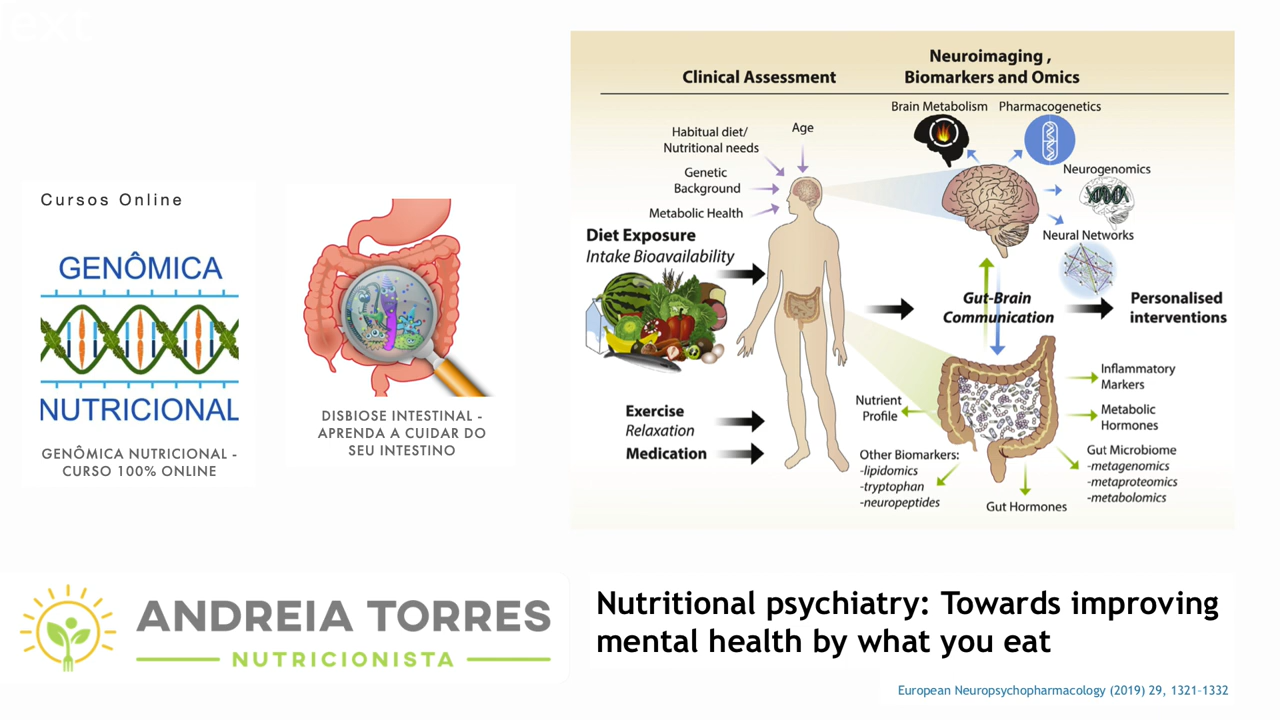 Text
Cursos Online
GENÔMICA
NUTRICIONAL
GENÔMICA NUTRICIONAL -
CURSO 100% ONLINE
DISBIOSE INTESTINAL -
APRENDA A CUIDAR DO
SEU INTESTINO
Clinical Assessment
Neuroimaging ,
Biomarkers and Omics
Brain Metabolism
Pharmacogenetics
Habitual diet/
Nutritional needs
Age
Genetic
Background
Metabolic Health
Neurogenomics
Neural Networks
Diet Exposure
Intake Bioavailability
Gut-Brain
Communication
Personalised
interventions
Exercise
Relaxation
Medication
Nutrient
Profile
Inflammatory
Markers
Metabolic
Hormones
Other Biomarkers:
-lipidomics
-tryptophan
-neuropeptides
Gut Microbiome
-metagenomics
-metaproteomics
-metabolomics
Gut Hormones
ANDREIA TORRES
NUTRICIONISTA
Nutritional psychiatry: Towards improving
mental health by what you eat
European Neuropsychopharmacology (2019) 29, 1321–1332